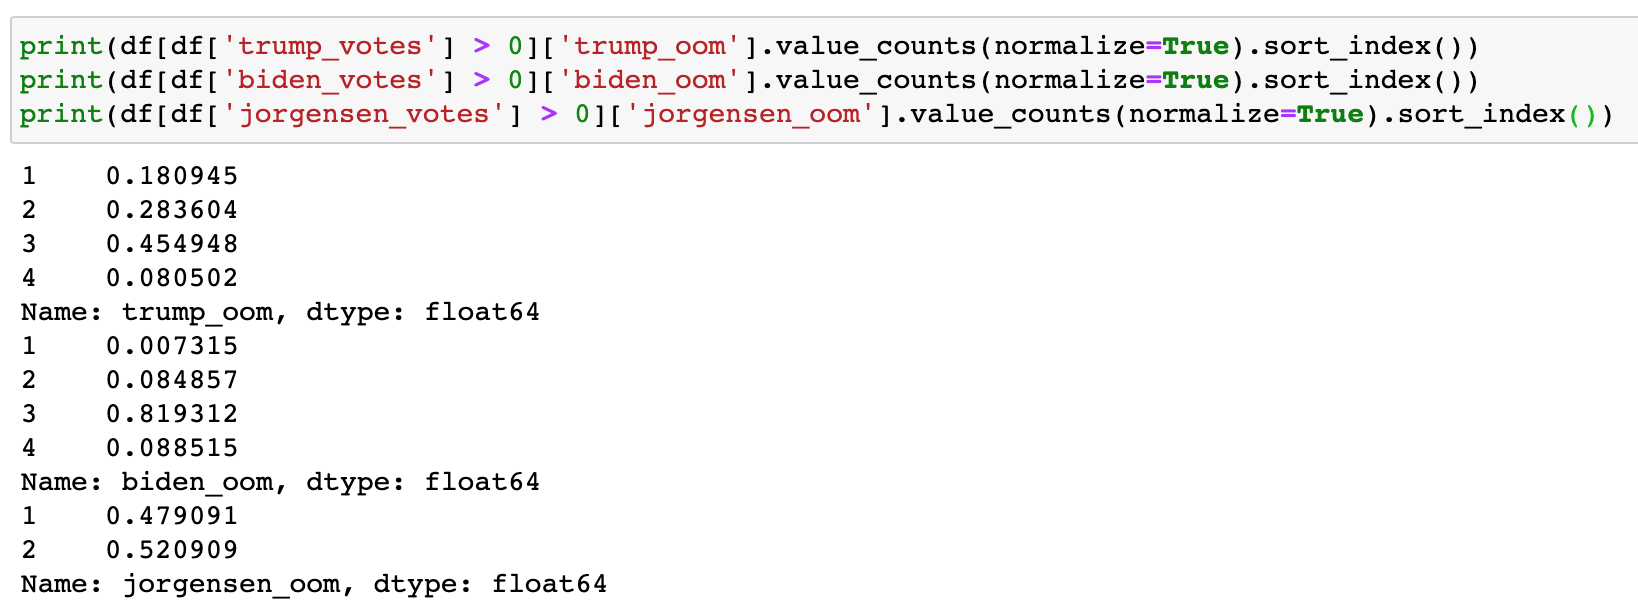 print(df[df['trump_votes'] > 0]['trump_oom'].value_counts(normalize=True).sort_index())
print(df[df['biden_votes'] > 0]['biden_oom'].value_counts(normalize=True).sort_index())
print(df[df['jorgensen_votes'] > 0]['jorgensen_oom'].value_counts(normalize=True).sort_index())
1    0.180945
2    0.283604
3    0.454948
4    0.080502
Name: trump_oom, dtype: float64
1    0.007315
2    0.084857
3    0.819312
4    0.088515
Name: biden_oom, dtype: float64
1    0.479091
2    0.520909
Name: jorgensen_oom, dtype: float64